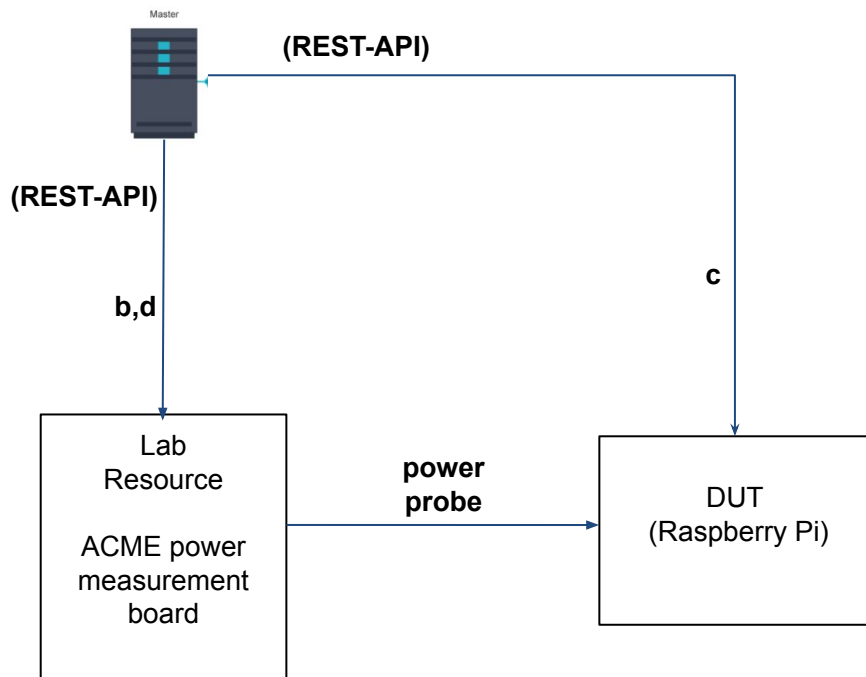 Master
(REST-API)
(REST-API)
b,d
c
Lab
Resource
ACME power
measurement
board
power
probe
DUT
(Raspberry Pi)